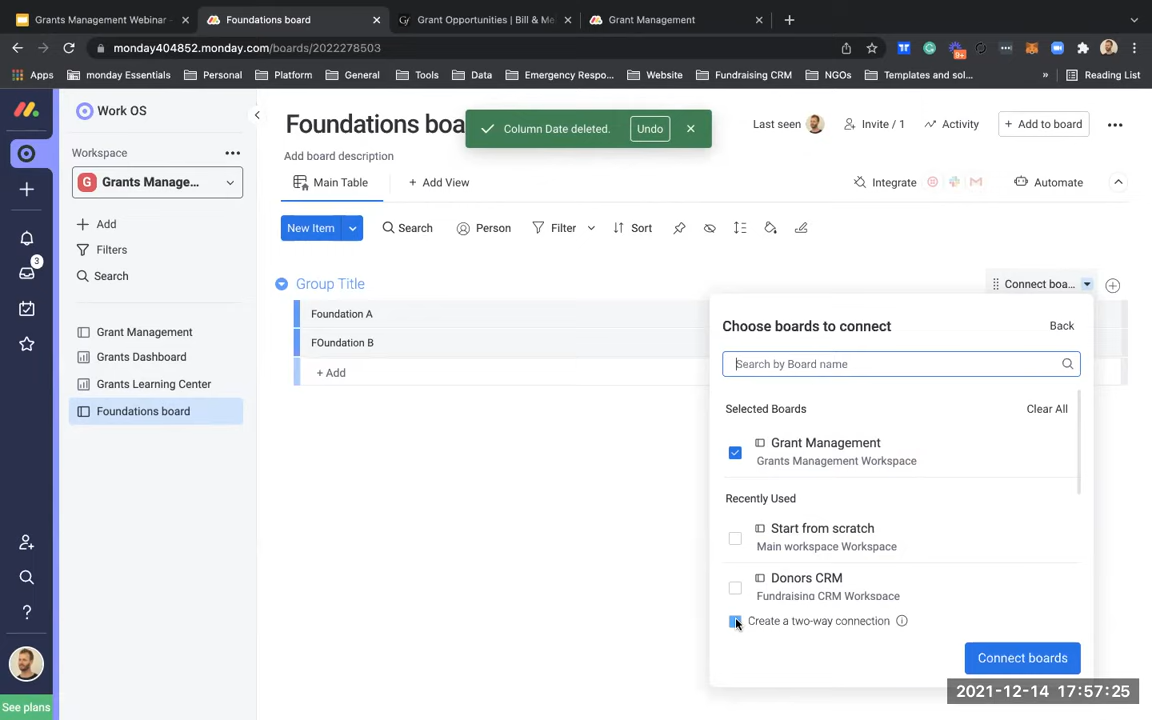 Grants Management Webinar
Foundations board
Grant Opportunities | Bill & Me
Grant Management
monday404852.monday.com/boards/2022278503
Apps
monday Essentials
Personal
Platform
General
Tools
Data
Emergency Respo...
Website
Fundraising CRM
NGOs
Templates and sol...
»
Reading List
Work OS
Workspace
G Grants Manage...
Add
Filters
Search
Grant Management
Grants Dashboard
Grants Learning Center
Foundations board
3
See plans
Foundations boa
Column Date deleted.
Undo
Last seen
Invite / 1
Activity
+ Add to board
Add board description
Main Table
+ Add View
Integrate
Automate
New Item
Search
Person
Filter
Sort
Group Title
Connect boa...
Foundation A
FOundation B
+ Add
Choose boards to connect
Back
Search by Board name
Selected Boards
Clear All
Grant Management
Grants Management Workspace
Recently Used
Start from scratch
Main workspace Workspace
Donors CRM
Fundraising CRM Workspace
Create a two-way connection
Connect boards
2021-12-14 17:57:25